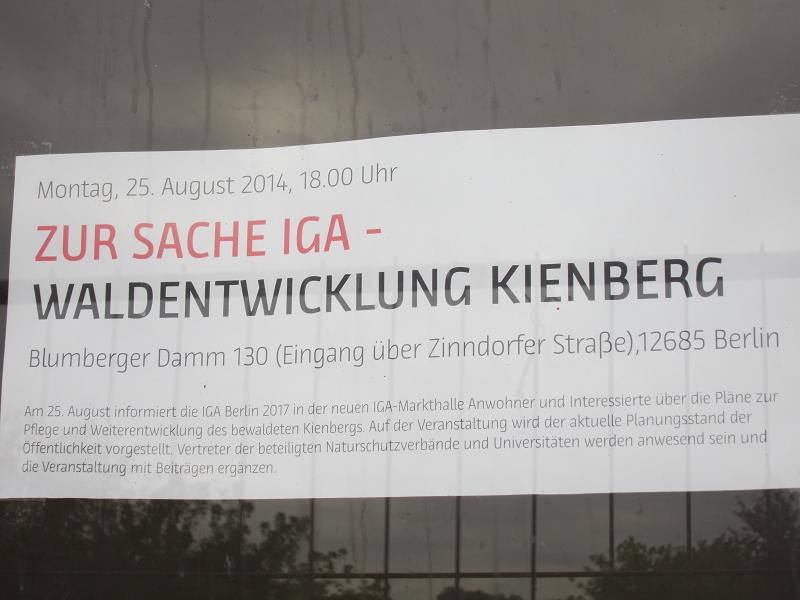 Montag, 25. August 2014, 18.00 Uhr
ZUR SACHE IGA -
WALDENTWICKLUNG KIENBERG
Blumberger Damm 130 (Eingang über Zinndorfer Straße),12685 Berlin
Am 25. August informiert die IGA Berlin 2017 in der neuen IGA-Markthalle Anwohner und Interessierte über die Pläne zur
Pflege und Weiterentwicklung des bewaldeten Kienbergs. Auf der Veranstaltung wird der aktuelle Planungsstand der
Öffentlichkeit vorgestellt. Vertreter der beteiligten Naturschutzverbände und Universitäten werden anwesend sein und
die Veranstaltung mit Beiträgen ergänzen.